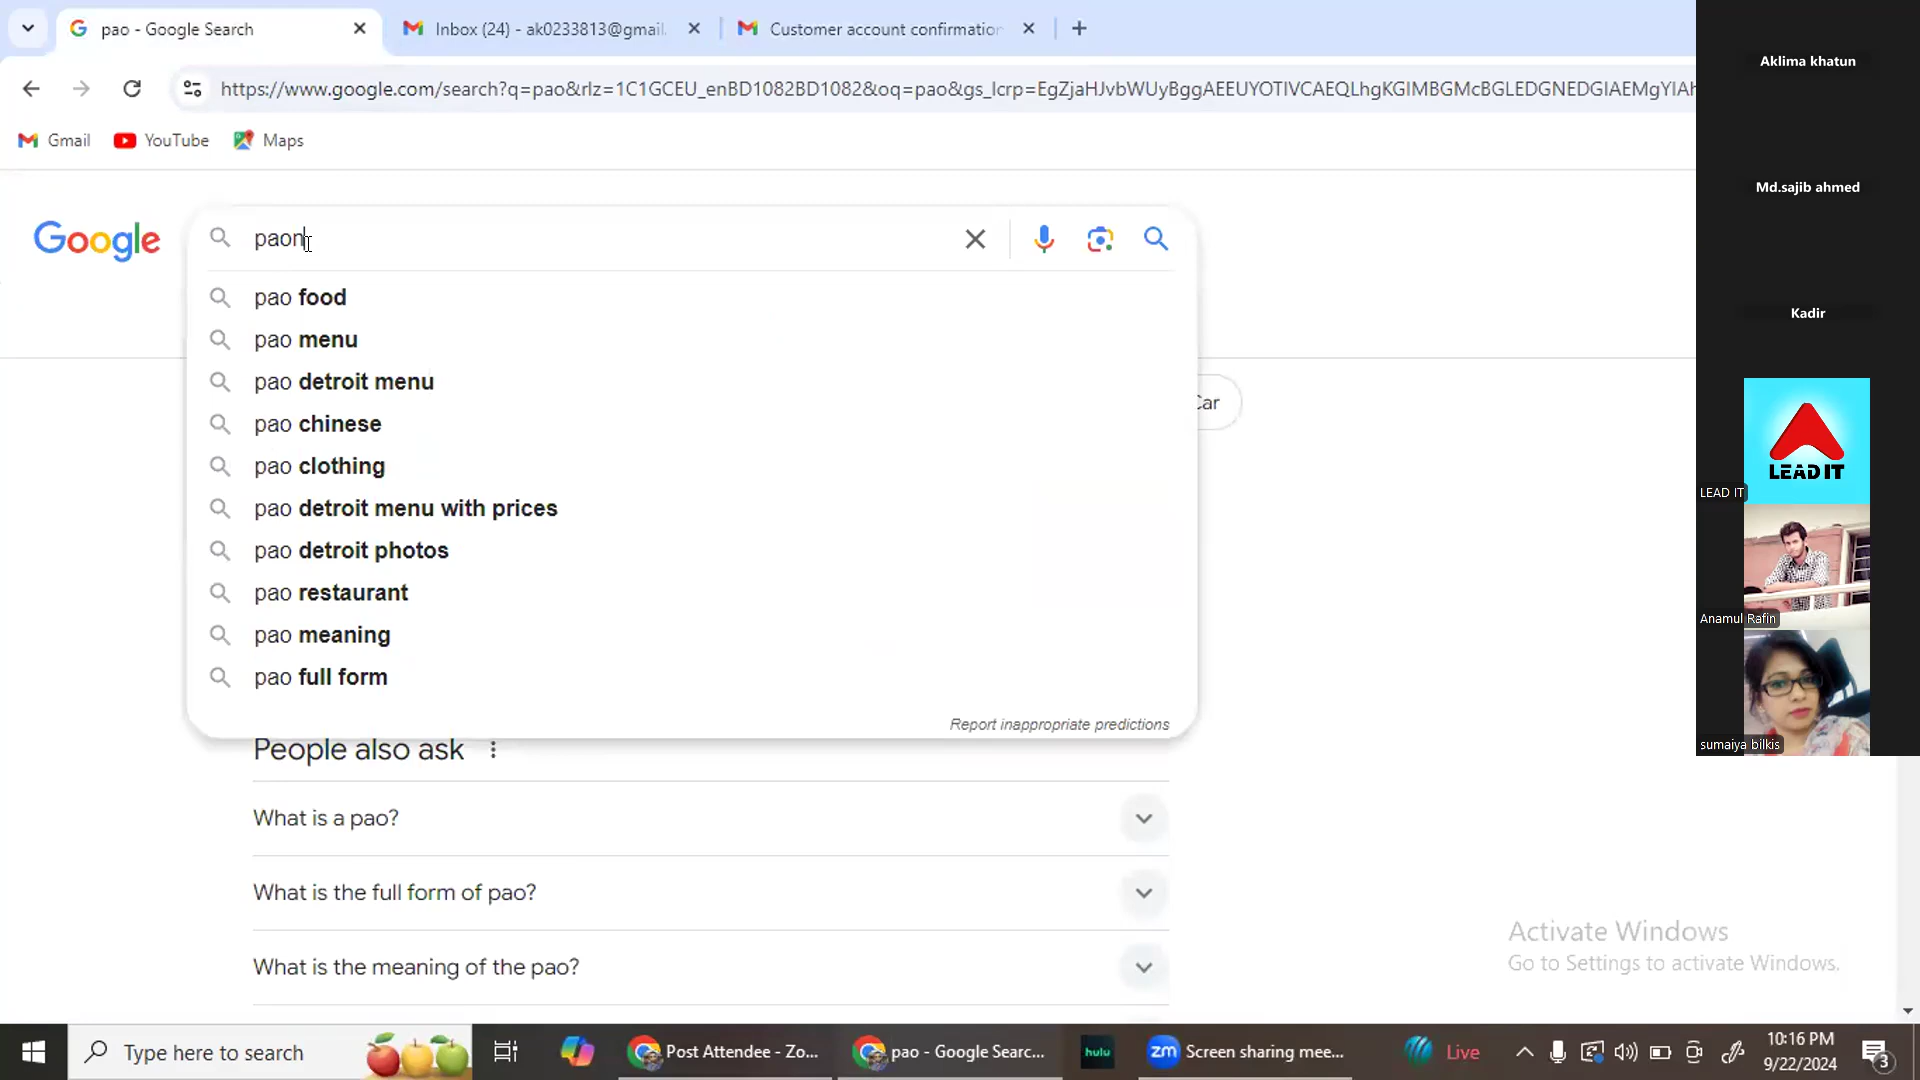 pao - Google Search
Inbox (24) - ak0233813@gmail.
Customer account confirmation
https://www.google.com/search?q=pao&rlz=1C1GCEU_enBD1082BD1082&oq=pao&gs_lcrp=EgZjaHJvbWUyBggAEEUYOTIVCAEQLhgKGIMBGMcBGLEDGNEDGIAEMgYIAh
Gmail
YouTube
Maps
Google
paon
pao food
pao menu
pao detroit menu
pao chinese
pao clothing
pao detroit menu with prices
pao detroit photos
pao restaurant
pao meaning
pao full form
Report inappropriate predictions
Car
People also ask
What is a pao?
What is the full form of pao?
What is the meaning of the pao?
Aklima khatun
Md.sajib ahmed
Kadir
LEAD IT
LEAD IT
Anamul Rafin
sumaiya bilkis
Activate Windows
Go to Settings to activate Windows.
Type here to search
Post Attendee - Zo...
pao - Google Searc...
hulu
zm
Screen sharing mee...
Live
10:16 PM
9/22/2024
3